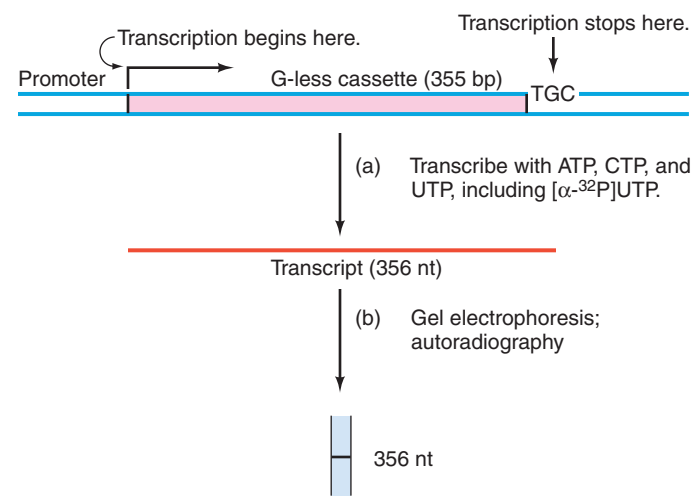 Transcription stops here.
Transcription begins here.
Promoter
G-less cassette (355 bp)
TGC
(a) Transcribe with ATP, CTP, and
UTP, including [α-³²P]UTP.
Transcript (356 nt)
(b) Gel electrophoresis;
autoradiography
356 nt